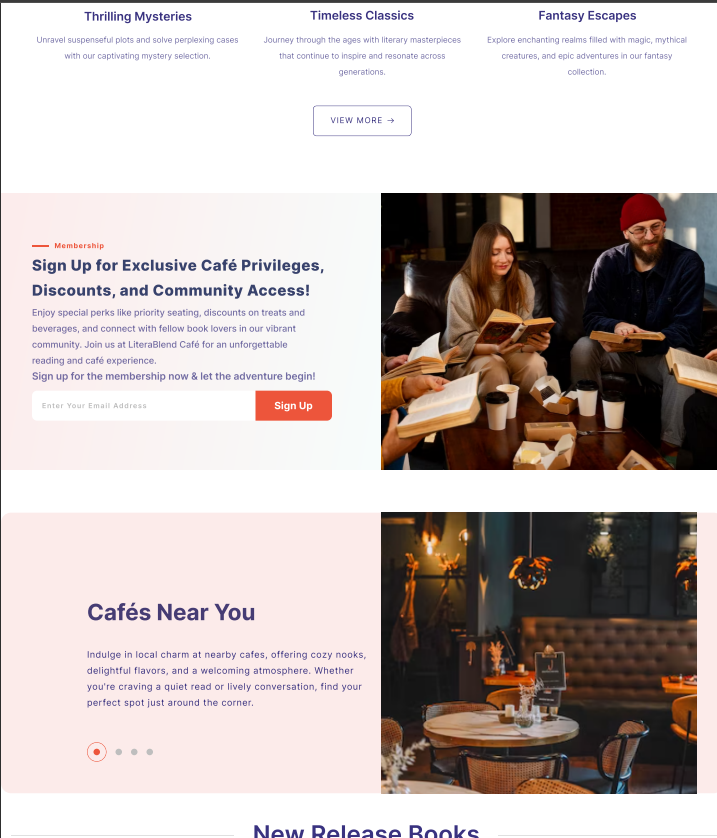 Thrilling Mysteries
Unravel suspenseful plots and solve perplexing cases
with our captivating mystery selection.
Timeless Classics
Journey through the ages with literary masterpieces
that continue to inspire and resonate across
generations.
Fantasy Escapes
Explore enchanting realms filled with magic, mythical
creatures, and epic adventures in our fantasy
collection.
VIEW MORE →
Membership
Sign Up for Exclusive Café Privileges,
Discounts, and Community Access!
Enjoy special perks like priority seating, discounts on treats and
beverages, and connect with fellow book lovers in our vibrant
community. Join us at LiteraBlend Café for an unforgettable
reading and café experience.
Sign up for the membership now & let the adventure begin!
Enter Your Email Address
Sign Up
Cafés Near You
Indulge in local charm at nearby cafes, offering cozy nooks,
delightful flavors, and a welcoming atmosphere. Whether
you're craving a quiet read or lively conversation, find your
perfect spot just around the corner.
New Release Books